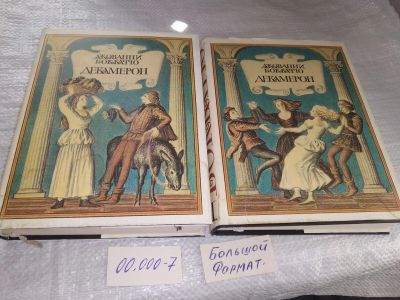 ДЖОВАННИ
БОККАЧЧО
ДЕКАМЕРОН
ДЖОВАННИ
БОККАЧЧО
ДЕКАМЕРОН
00.000-7
БОЛЬШОЙ
ФОРМАТ.